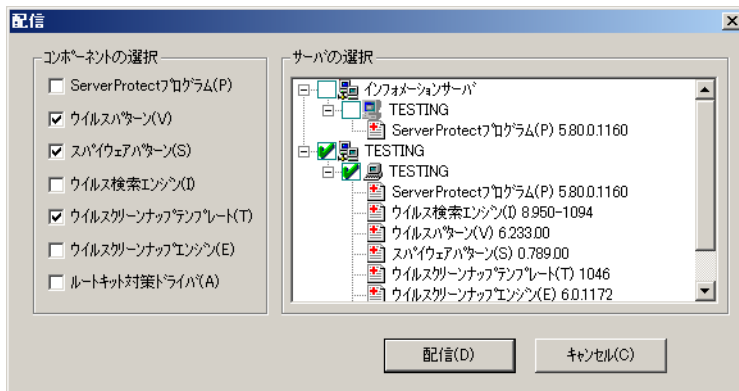 配信
コンポーネントの選択
ServerProtectプログラム(P)
ウイルスパターン(V)
スパイウェアパターン(S)
ウイルス検索エンジン(I)
ウイルスクリーンナップテンプレート(T)
ウイルスクリーンナップエンジン(E)
ルートキット対策ドライバ(A)
サーバの選択
インフォメーションサーバ
TESTING
ServerProtectプログラム(P) 5.80.0.1160
TESTING
TESTING
ServerProtectプログラム(P) 5.80.0.1160
ウイルス検索エンジン(I) 8.950-1094
ウイルスパターン(V) 6.233.00
スパイウェアパターン(S) 0.789.00
ウイルスクリーンナップテンプレート(T) 1046
ウイルスクリーンナップエンジン(E) 6.0.1172
配信(D)
キャンセル(C)